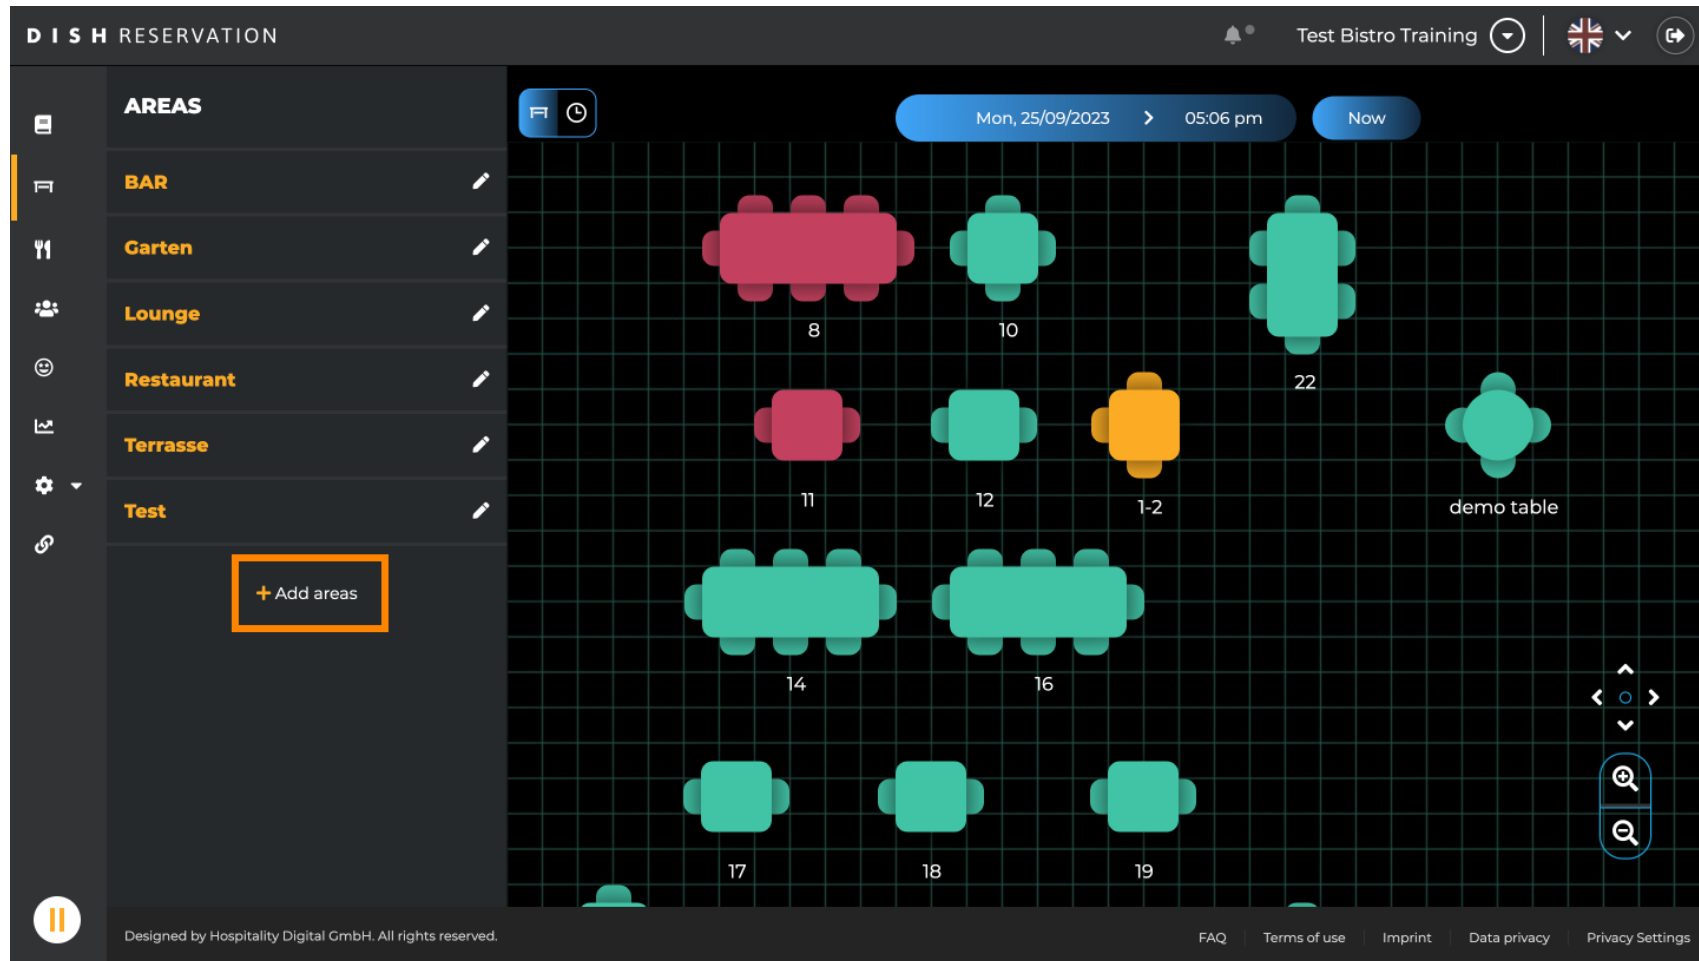 DISH RESERVATION
Test Bistro Training
AREAS
Mon, 25/09/2023
05:06 pm
Now
BAR
Garten
Lounge
Restaurant
Terrasse
Test
+ Add areas
8
10
22
11
12
1-2
demo table
14
16
17
18
19
Designed by Hospitality Digital GmbH. All rights reserved.
FAQ
Terms of use
Imprint
Data privacy
Privacy Settings